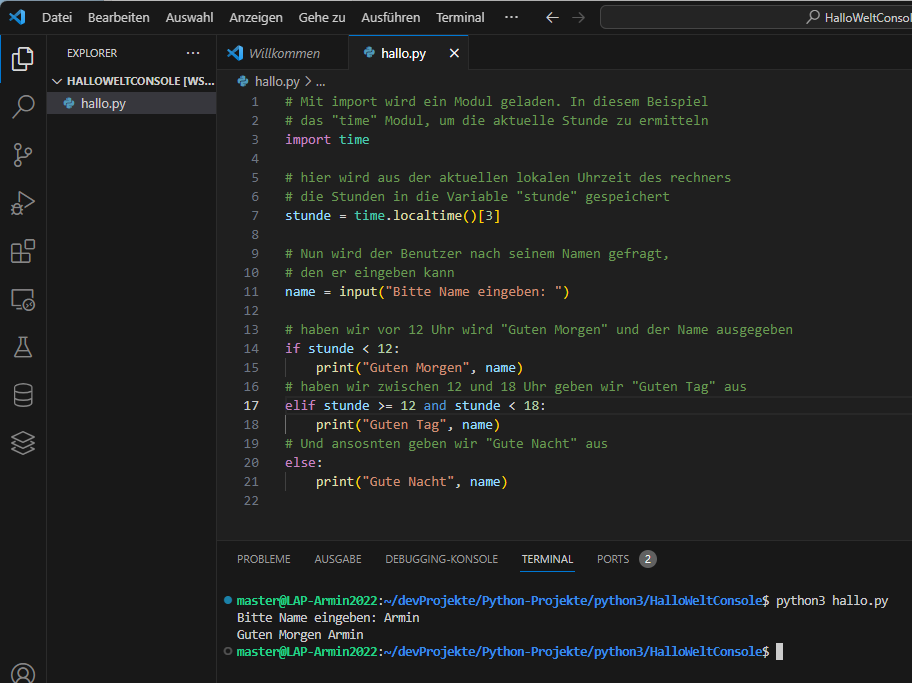 Datei Bearbeiten Auswahl Anzeigen Gehe zu Ausführen Terminal ··· HalloWeltConsol
EXPLORER ···
HALLOWELTCONSOLE [WS...
hallo.py
Willkommen hallo.py
hallo.py > ...
1 # Mit import wird ein Modul geladen. In diesem Beispiel
2 # das "time" Modul, um die aktuelle Stunde zu ermitteln
3 import time
4
5 # hier wird aus der aktuellen lokalen Uhrzeit des rechners
6 # die Stunden in die Variable "stunde" gespeichert
7 stunde = time.localtime()[3]
8
9 # Nun wird der Benutzer nach seinem Namen gefragt,
10 # den er eingeben kann
11 name = input("Bitte Name eingeben: ")
12
13 # haben wir vor 12 Uhr wird "Guten Morgen" und der Name ausgegeben
14 if stunde < 12:
15     print("Guten Morgen", name)
16 # haben wir zwischen 12 und 18 Uhr geben wir "Guten Tag" aus
17 elif stunde >= 12 and stunde < 18:
18     print("Guten Tag", name)
19 # Und ansosnten geben wir "Gute Nacht" aus
20 else:
21     print("Gute Nacht", name)
22
PROBLEME AUSGABE DEBUGGING-KONSOLE TERMINAL PORTS 2
master@LAP-Armin2022:~/devProjekte/Python-Projekte/python3/HalloWeltConsole$ python3 hallo.py
Bitte Name eingeben: Armin
Guten Morgen Armin
master@LAP-Armin2022:~/devProjekte/Python-Projekte/python3/HalloWeltConsole$